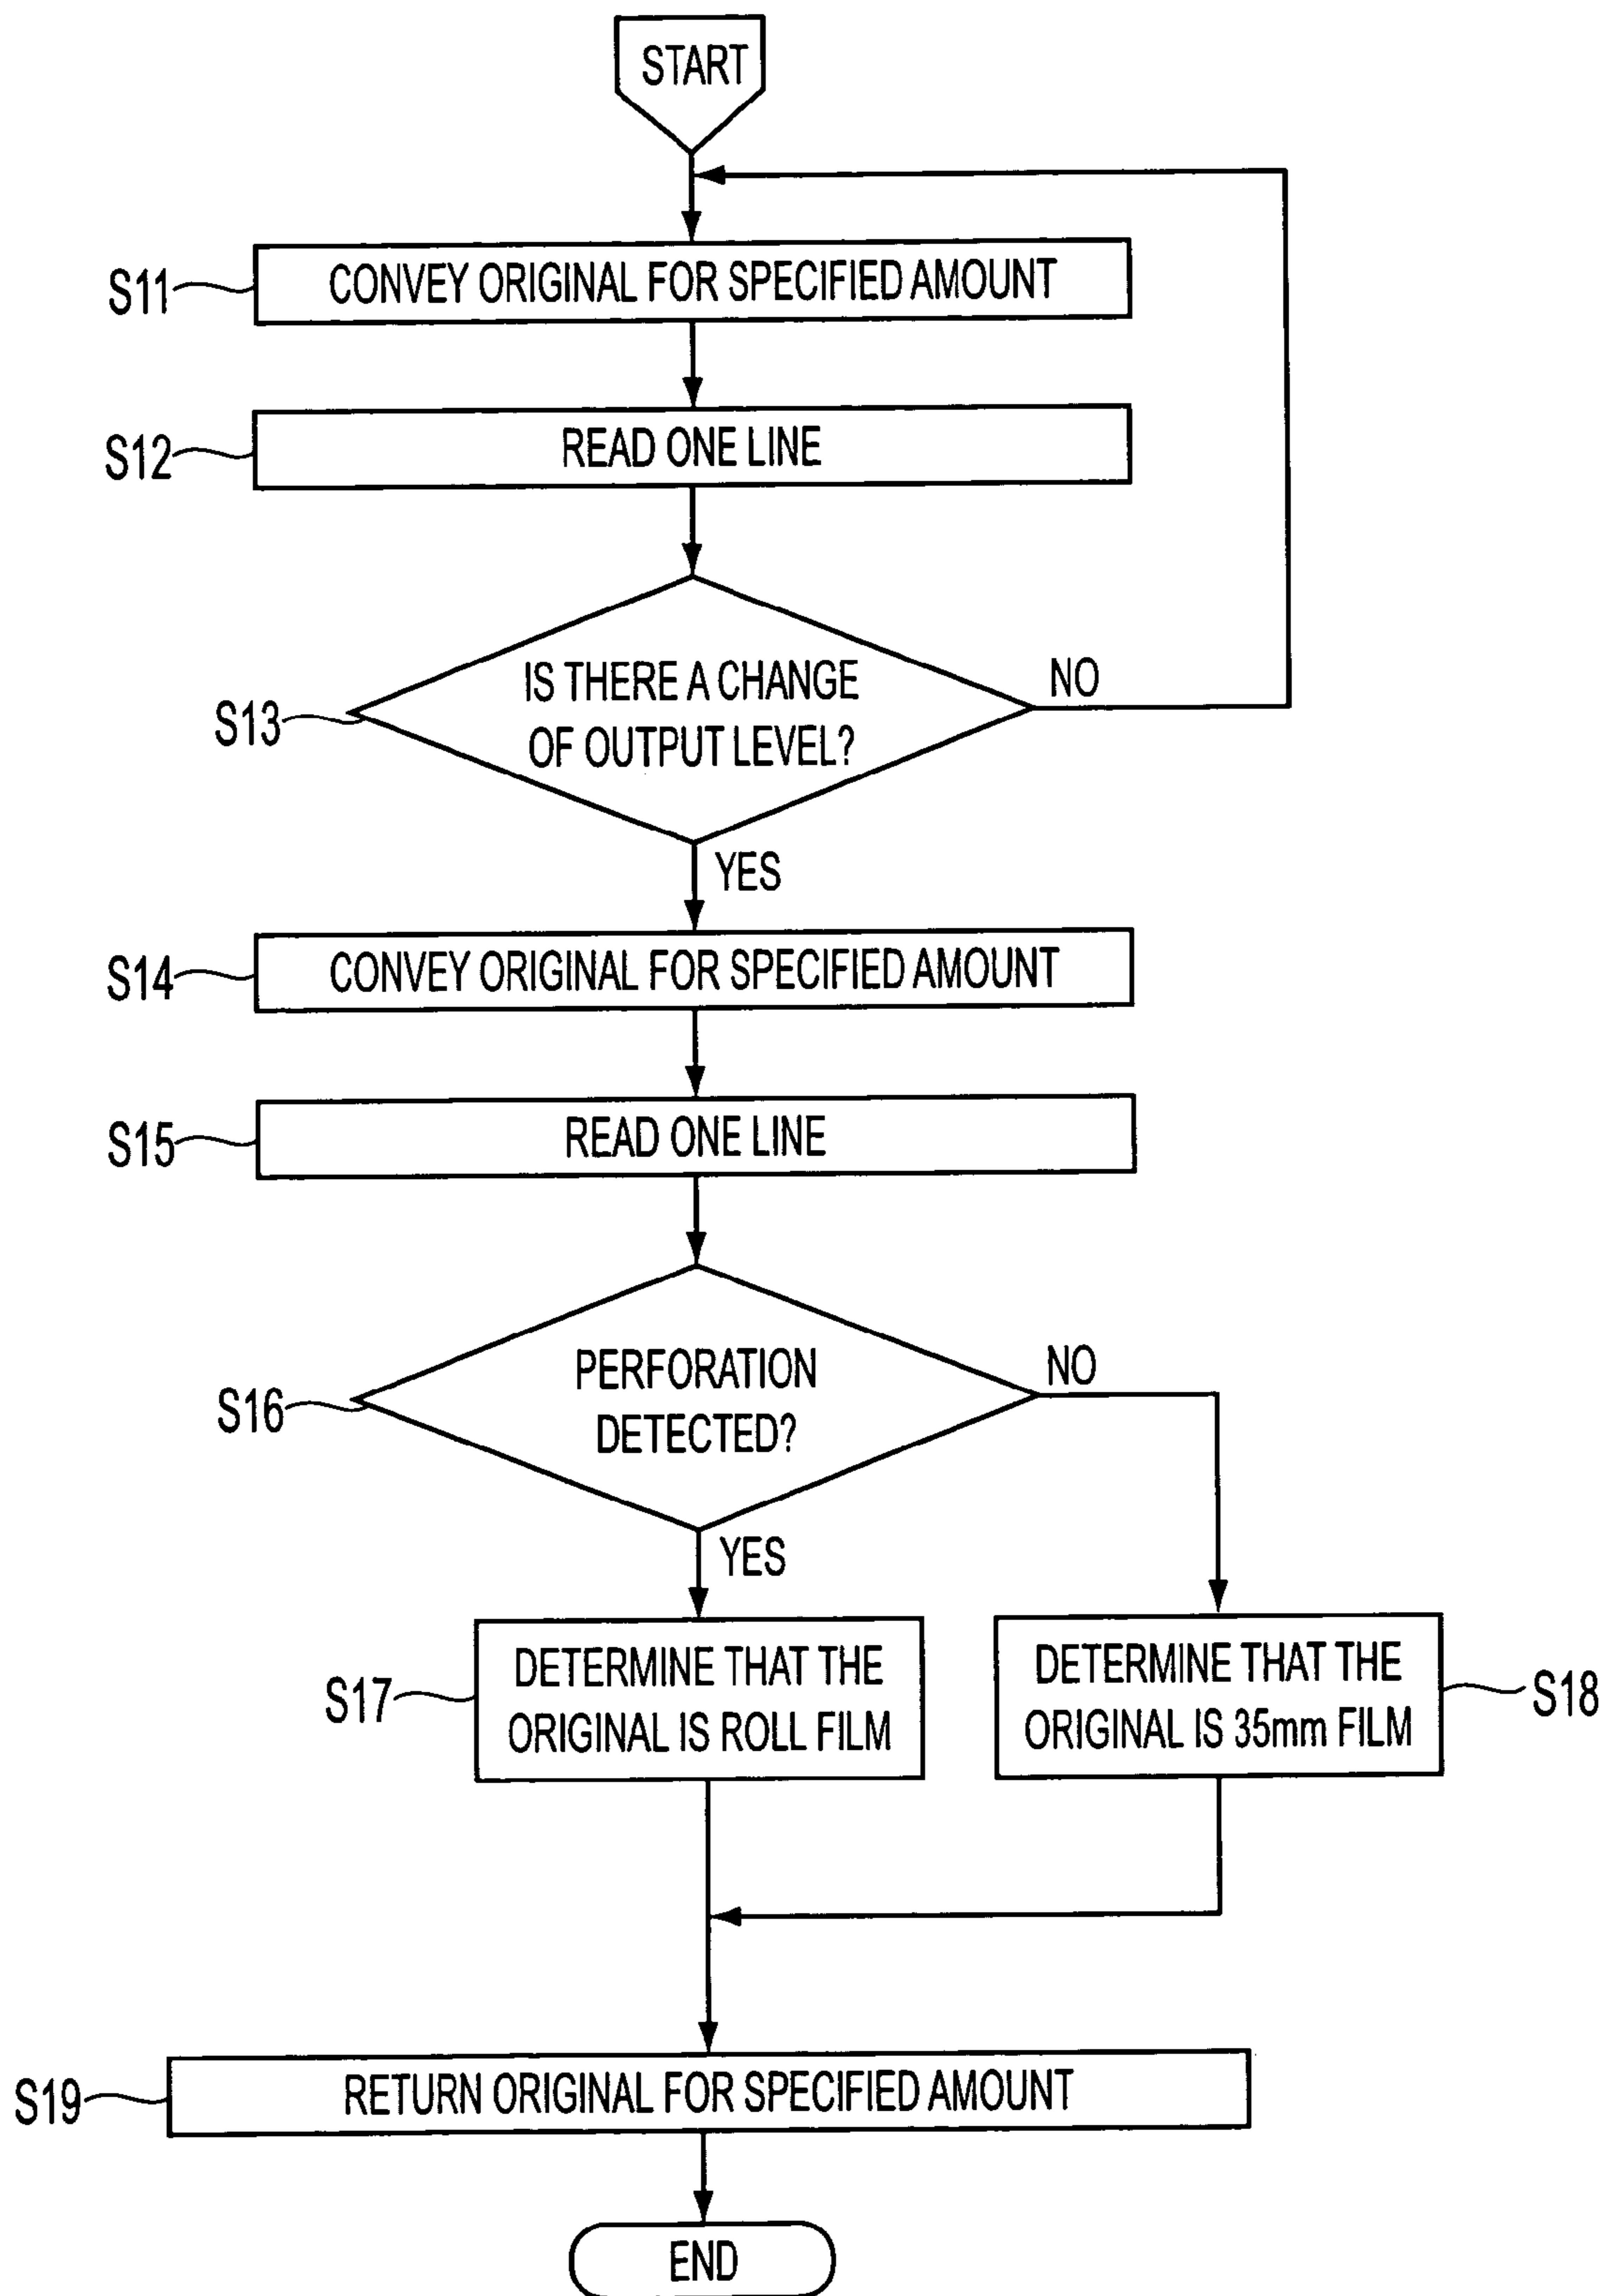 START
S11
CONVEY ORIGINAL FOR SPECIFIED AMOUNT
S12
READ ONE LINE
S13
IS THERE A CHANGE
OF OUTPUT LEVEL?
NO
YES
S14
CONVEY ORIGINAL FOR SPECIFIED AMOUNT
S15
READ ONE LINE
S16
PERFORATION
DETECTED?
NO
YES
S17
DETERMINE THAT THE
ORIGINAL IS ROLL FILM
DETERMINE THAT THE
ORIGINAL IS 35mm FILM
S18
S19
RETURN ORIGINAL FOR SPECIFIED AMOUNT
END